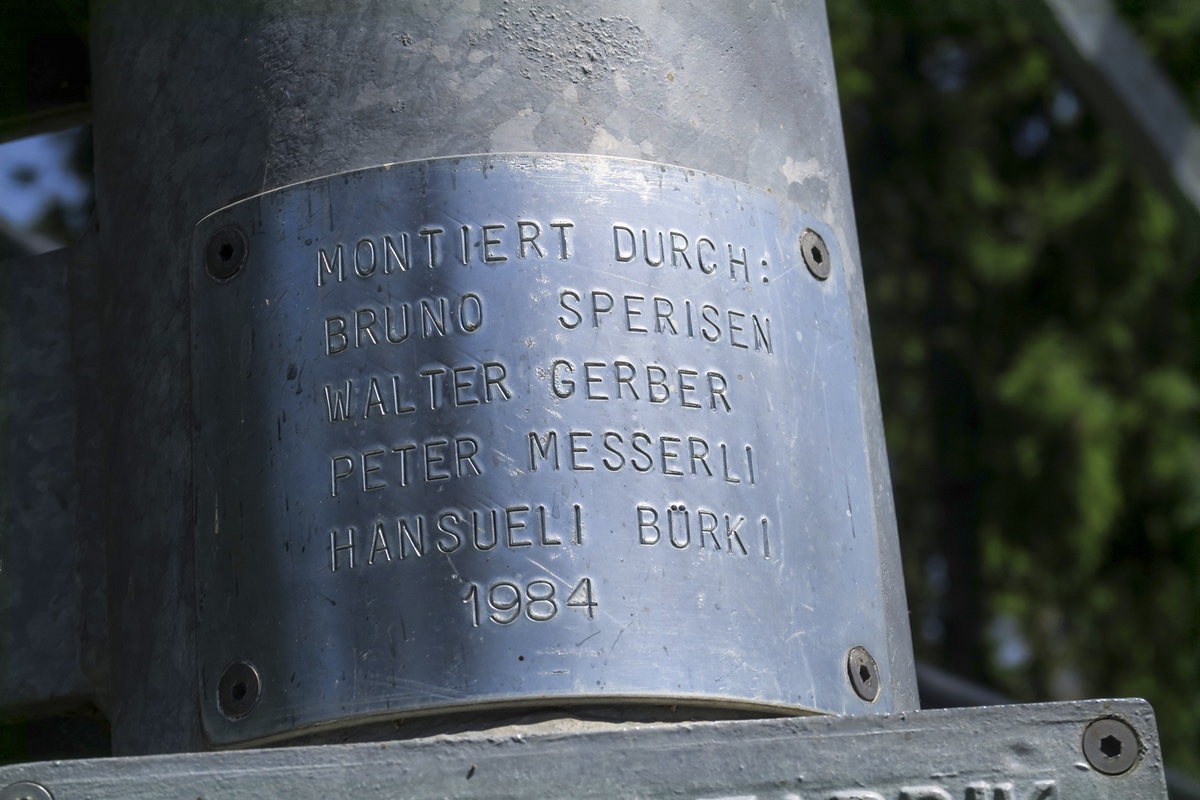 MONTIERT DURCH:
BRUNO SPERISEN
WALTER GERBER
PETER MESSERLI
HANSUELI BÜRKI
1984